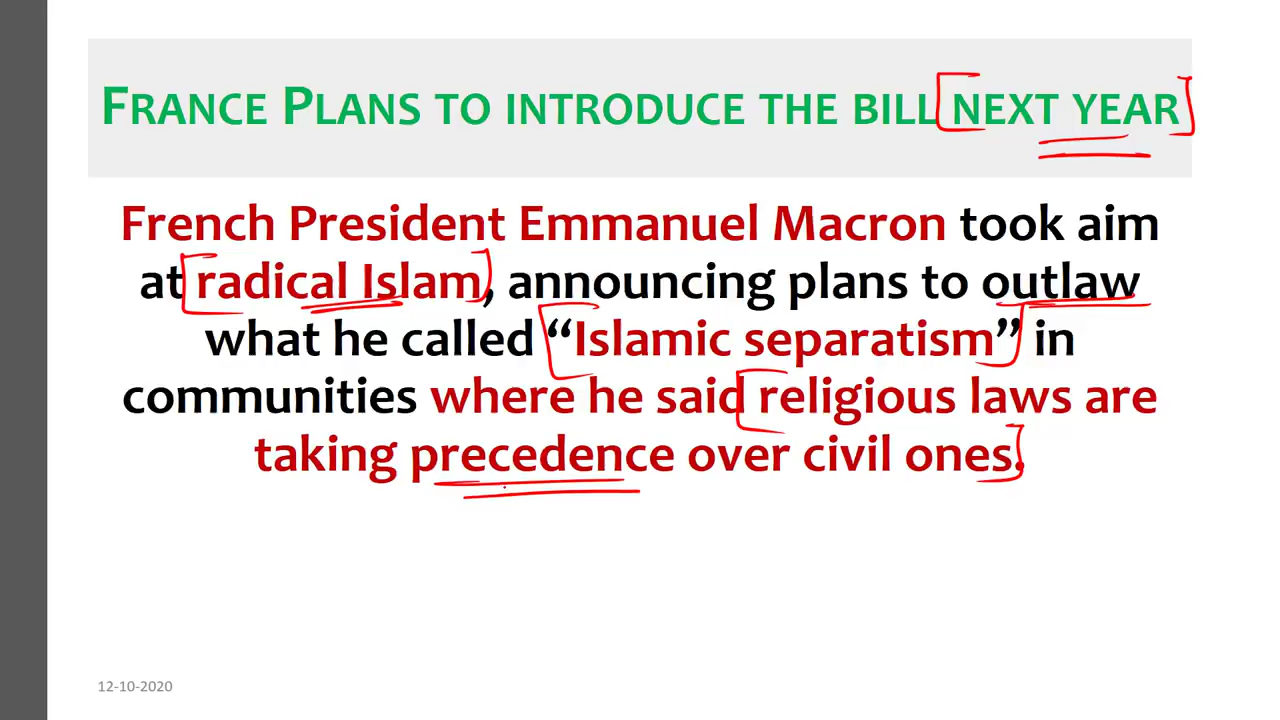 FRANCE PLANS TO INTRODUCE THE BILL NEXT YEAR
French President Emmanuel Macron took aim
at radical Islam, announcing plans to outlaw
what he called “Islamic separatism” in
communities where he said religious laws are
taking precedence over civil ones.
12-10-2020